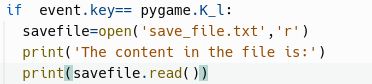 if  event.key== pygame.K_l:
  savefile=open('save_file.txt','r')
  print('The content in the file is:')
  print(savefile.read())